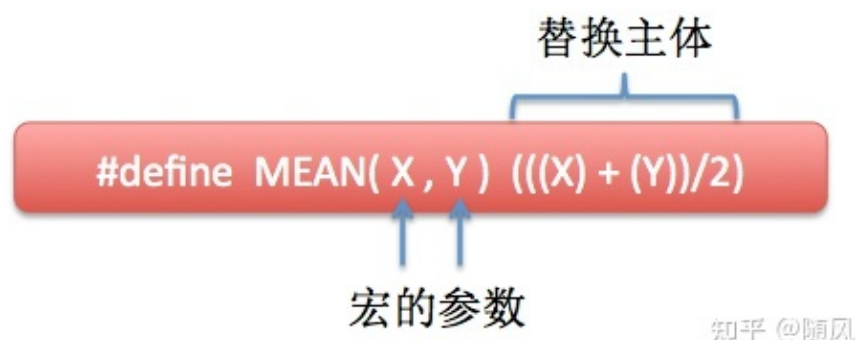 替换主体
#define MEAN( X , Y ) (((X) + (Y))/2)
宏的参数
知乎 @随风